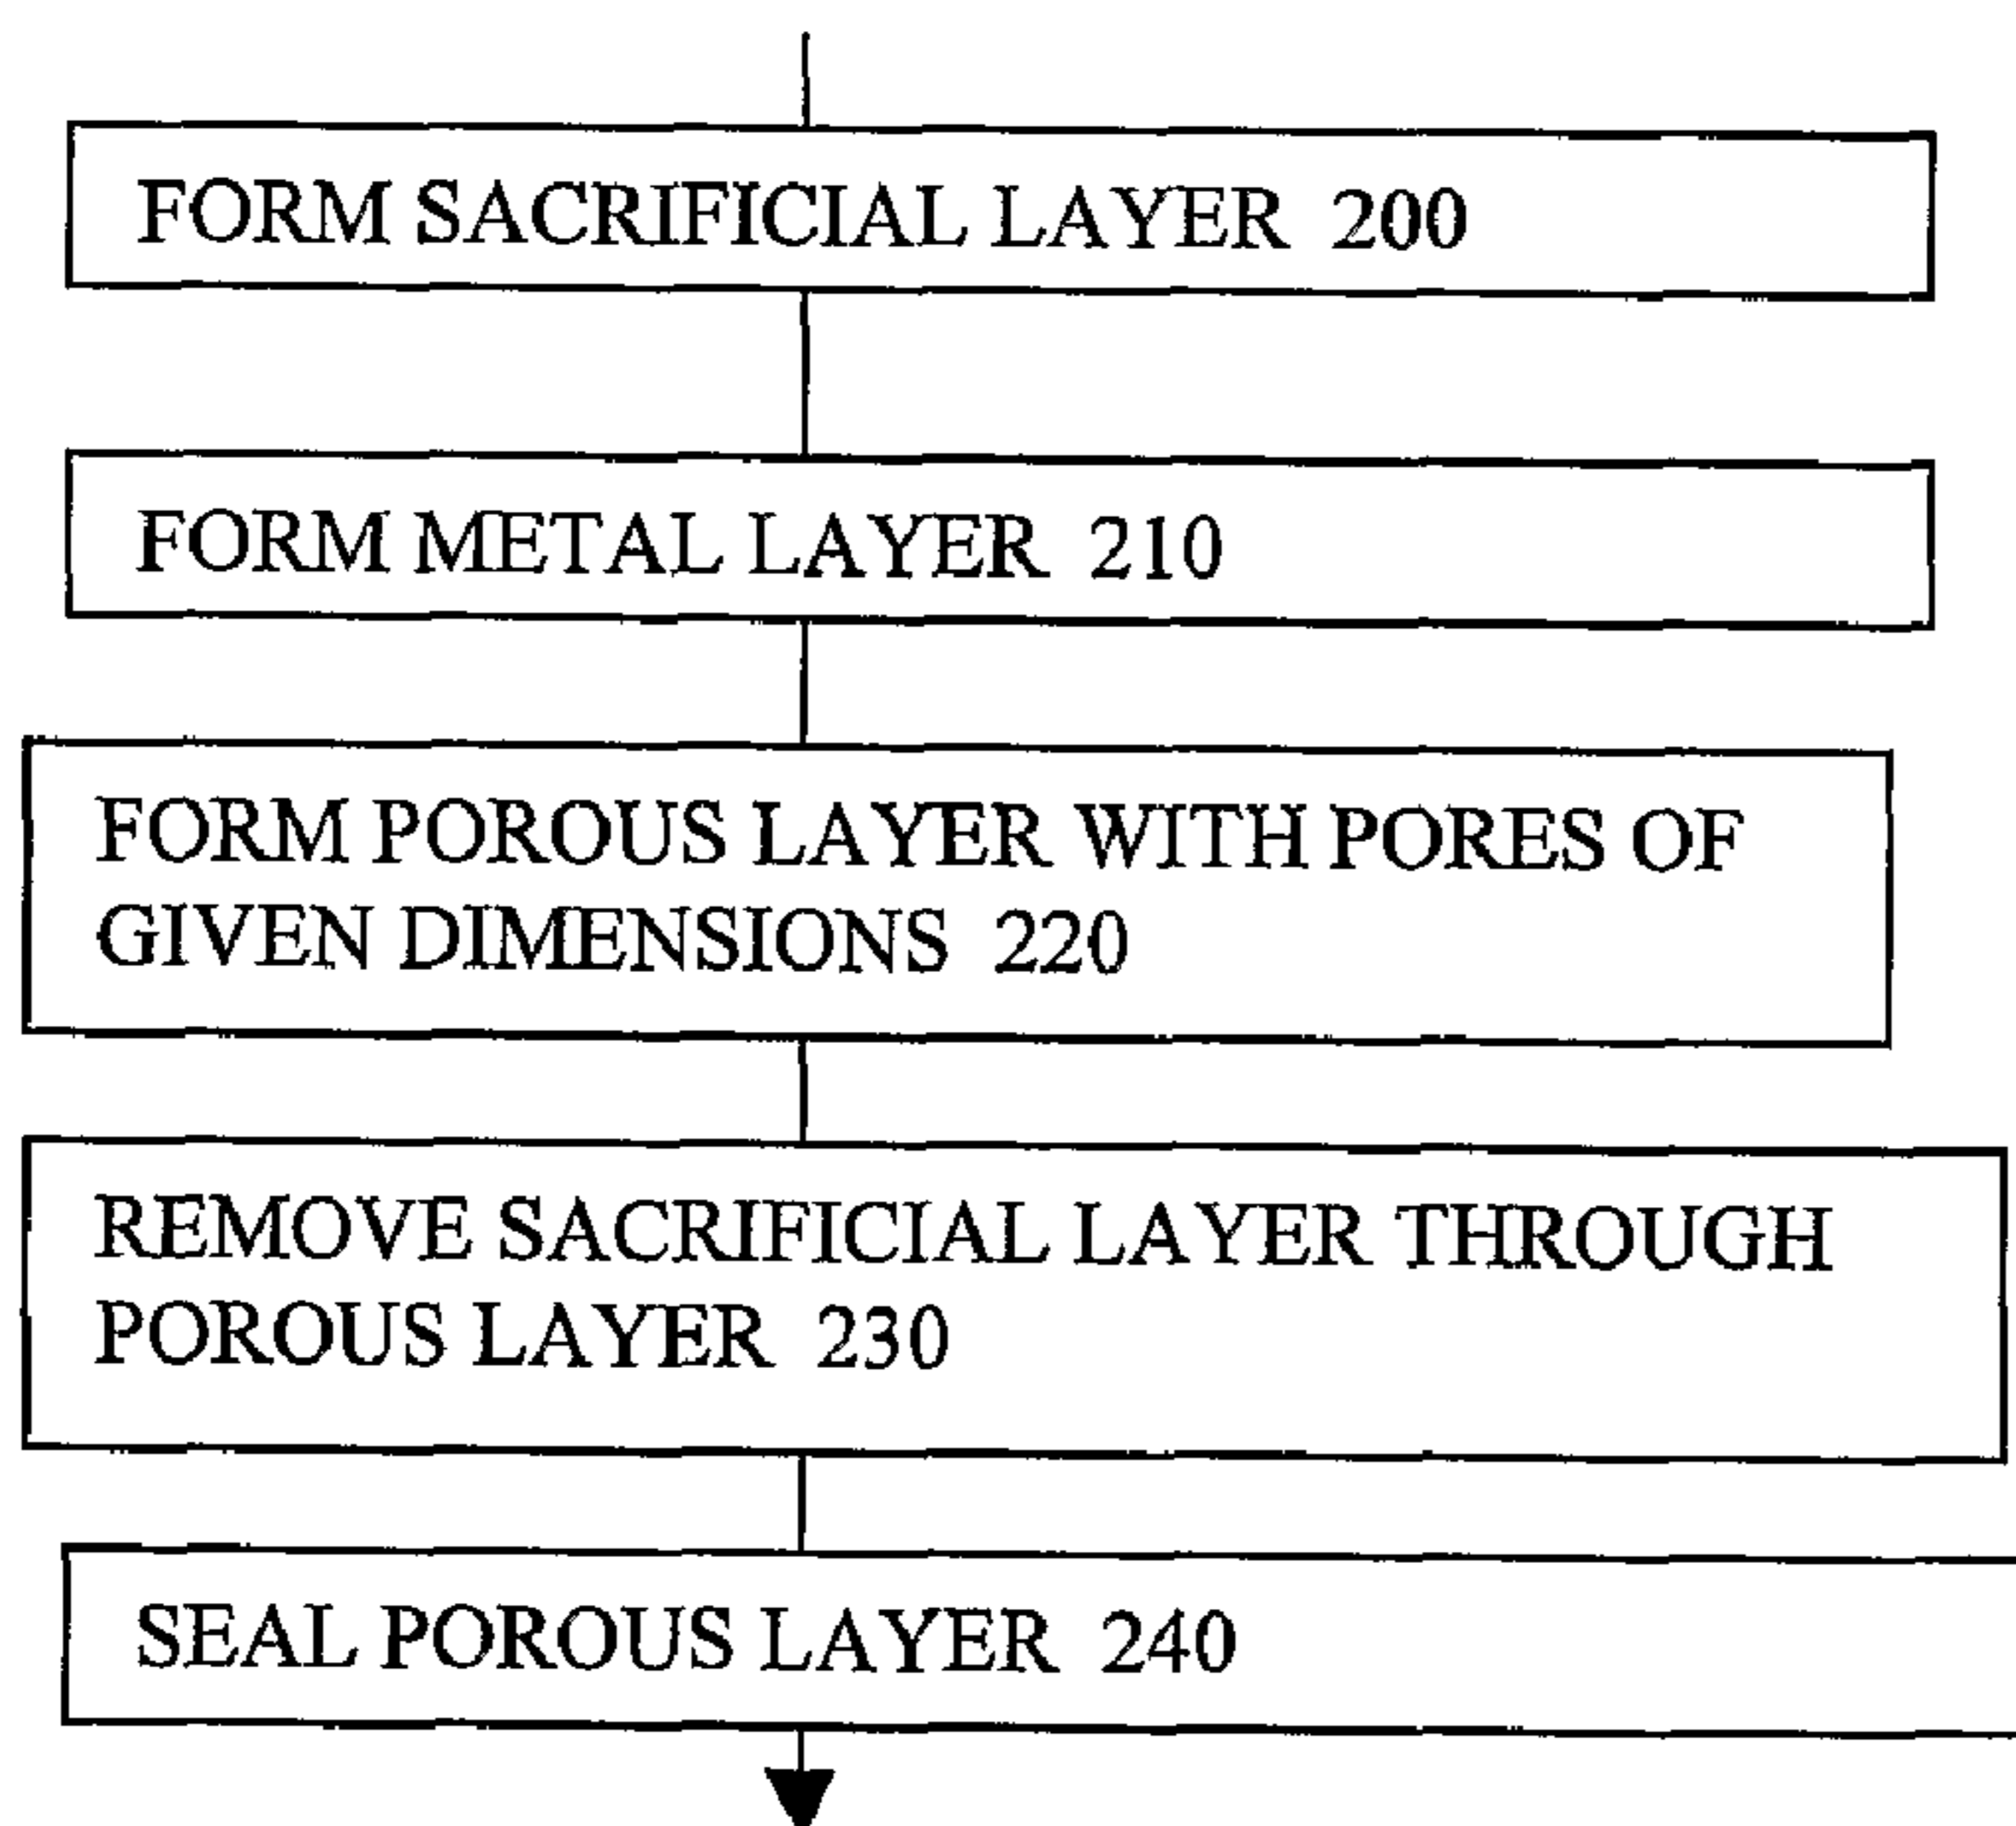 FORM SACRIFICIAL LAYER 200
FORM METAL LAYER 210
FORM POROUS LAYER WITH PORES OF
GIVEN DIMENSIONS 220
REMOVE SACRIFICIAL LAYER THROUGH
POROUS LAYER 230
SEAL POROUS LAYER 240